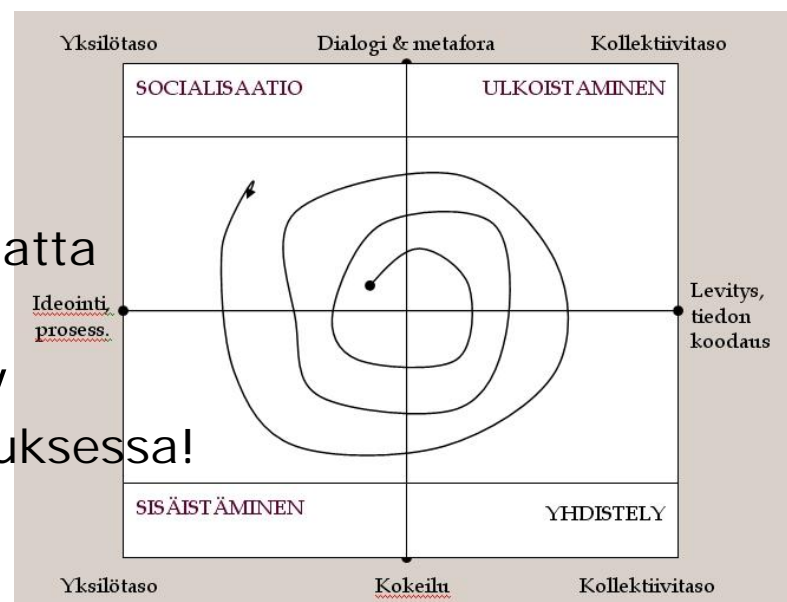 Yksilötaso Dialogi & metafora Kollektiivitaso
SOCIALISAATIO ULKOISTAMINEN
atta
Ideointi,
prosess.
Levitys,
tiedon
koodaus
uksessa!
SISÄISTÄMINEN YHDISTELY
Yksilötaso Kokeilu Kollektiivitaso